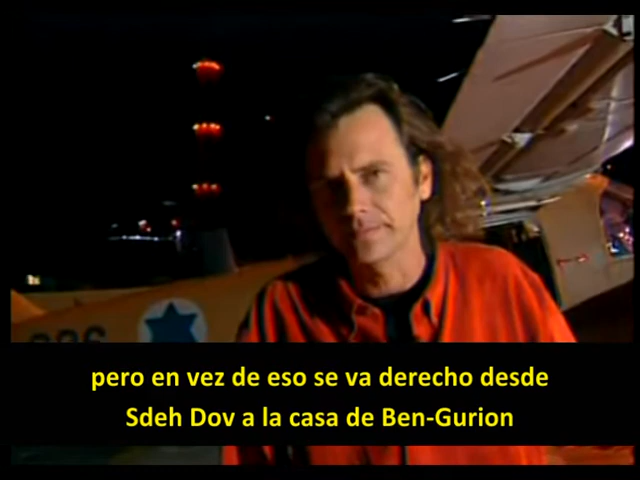 pero en vez de eso se va derecho desde
Sdeh Dov a la casa de Ben-Gurion